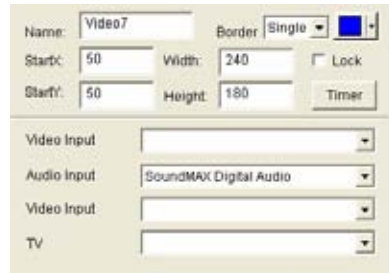 Name: Video7 Border Single
StartX: 50 Width: 240 Lock
StartY: 50 Height: 180 Timer
Video Input
Audio Input SoundMAX Digital Audio
Video Input
TV